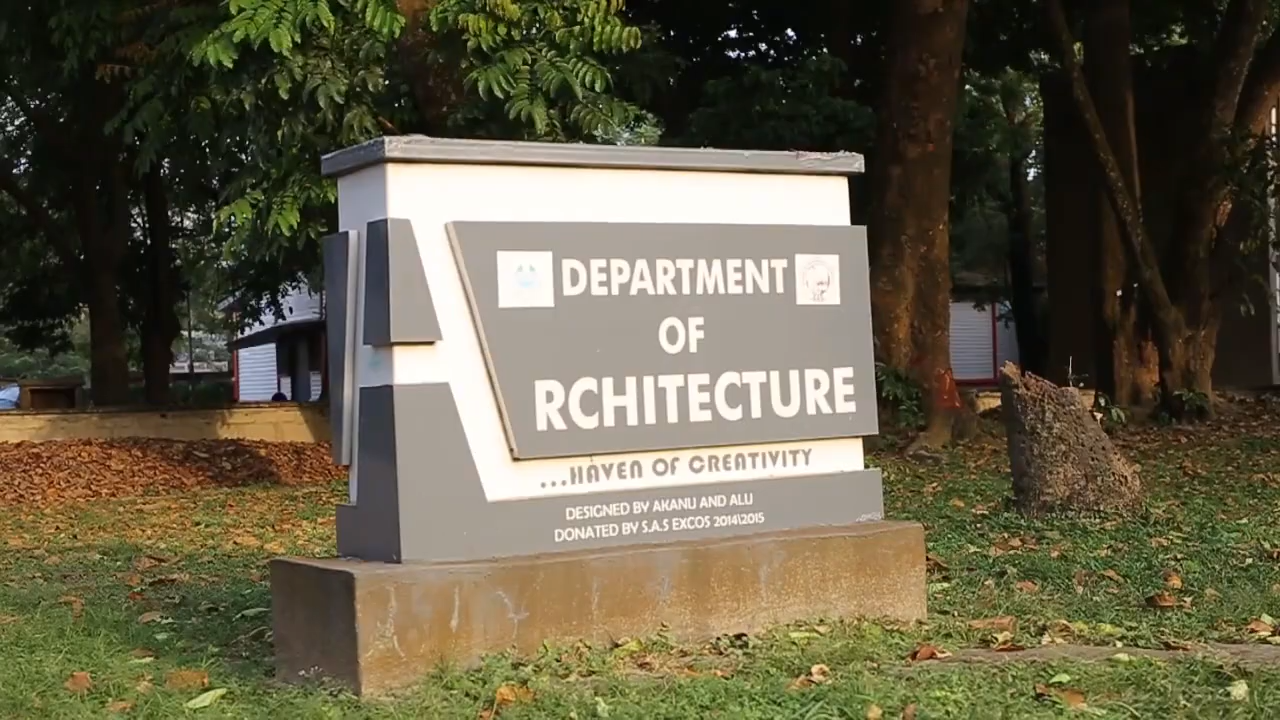 DEPARTMENT
OF
RCHITECTURE
...HAVEN OF CREATIVITY
DESIGNED BY AKANU AND ALU
DONATED BY S.A.S EXCOS 2014\2015